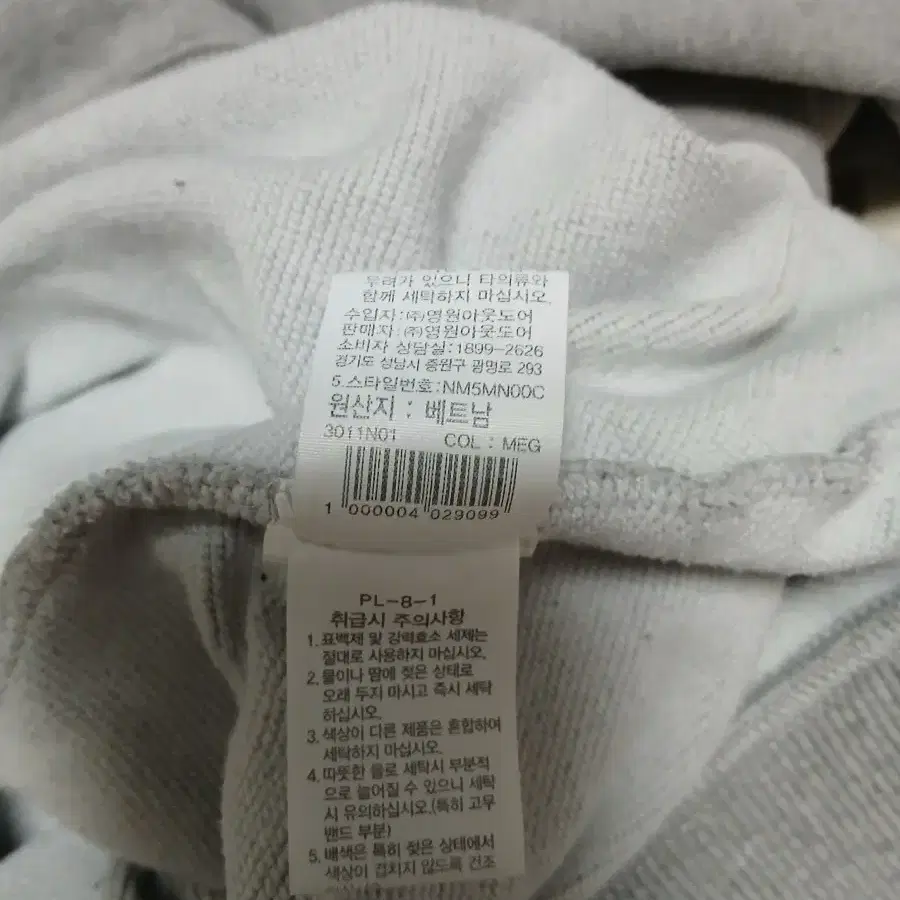 우려가 있으니 타의류와
함께 세탁하지 마십시오.
수입자:㈜영원아웃도어
판매자:㈜영원아웃도어
소비자 상담실:1899-2626
경기도 성남시 중원구 광명로 293
5.스타일번호:NM5MN00C
원산지 : 베트남
3011N01 COL : MEG
1 000004 029099
PL-8-1
취급시 주의사항
1.표백제 및 강력효소 세제는
절대로 사용하지 마십시오.
2.물이나 땀에 젖은 상태로
오래 두지 마시고 즉시 세탁
하십시오.
3.색상이 다른 제품은 혼합하여
세탁하지 마십시오.
4.따뜻한 물로 세탁시 부분적
으로 늘어질 수 있으니 세탁
시 유의하십시오.(특히 고무
밴드 부분)
5.배색은 특히 젖은 상태에서
색상이 겹치지 않도록 건조